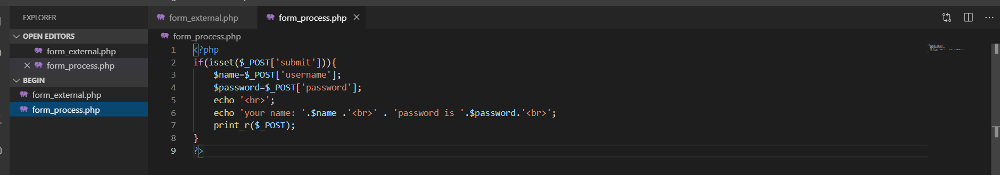 EXPLORER
OPEN EDITORS
form_external.php
form_process.php
BEGIN
form_external.php
form_process.php
form_external.php
form_process.php
form_process.php
1 <?php
2 if(isset($_POST['submit'])){
3 $name=$_POST['username'];
4 $password=$_POST['password'];
5 echo '<br>';
6 echo 'your name: '.$name .'<br>' . 'password is '.$password.'<br>';
7 print_r($_POST);
8 }
9 ?>